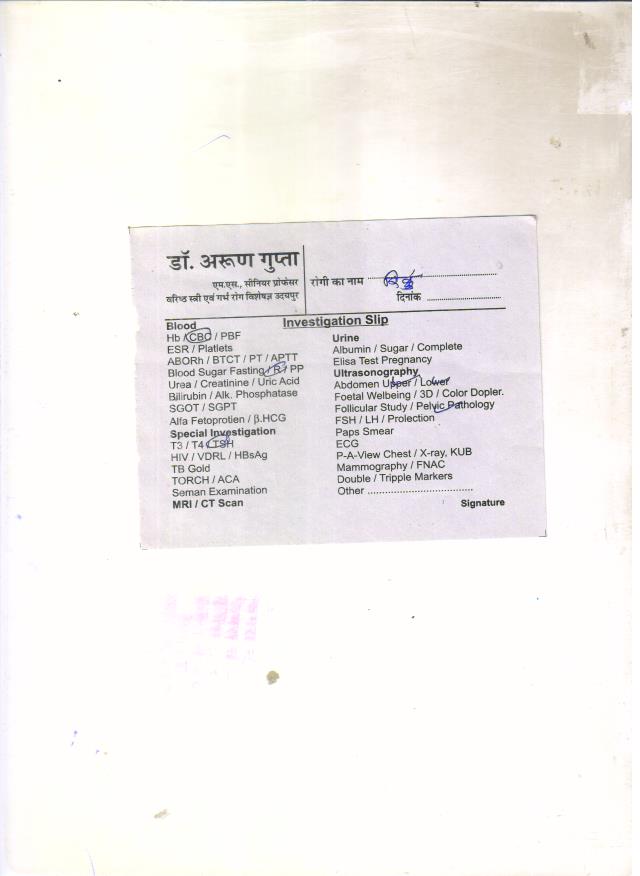 डॉ. अरूण गुप्ता
एम.एस., सीनियर प्रोफेसर
वरिष्ठ स्त्री एवं गर्भ रोग विशेषज्ञ उदयपुर
रोगी का नाम
दिनांक
Investigation Slip
Blood
Hb / CBC / PBF
ESR / Platlets
ABORh / BTCT / PT / APTT
Blood Sugar Fasting / R / PP
Urea / Creatinine / Uric Acid
Bilirubin / Alk. Phosphatase
SGOT / SGPT
Alfa Fetoprotien / β.HCG
Special Investigation
T3 / T4 / TSH
HIV / VDRL / HBsAg
TB Gold
TORCH / ACA
Seman Examination
MRI / CT Scan
Urine
Albumin / Sugar / Complete
Elisa Test Pregnancy
Ultrasonography
Abdomen Upper / Lower
Foetal Welbeing / 3D / Color Dopler.
Follicular Study / Pelvic Pathology
FSH / LH / Prolection
Paps Smear
ECG
P-A-View Chest / X-ray, KUB
Mammography / FNAC
Double / Tripple Markers
Other ..................................
Signature